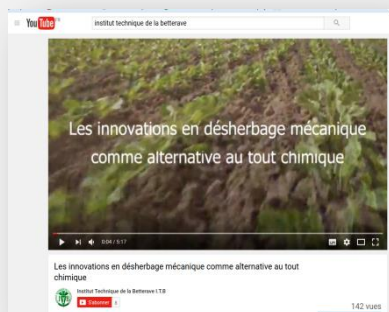 YouTube
institut technique de la betterave
Les innovations en désherbage mécanique
comme alternative au tout chimique
0:04 / 5:17
Les innovations en désherbage mécanique comme alternative au tout
chimique
Institut Technique de la Betterave I.T.B
S'abonner
142 vues